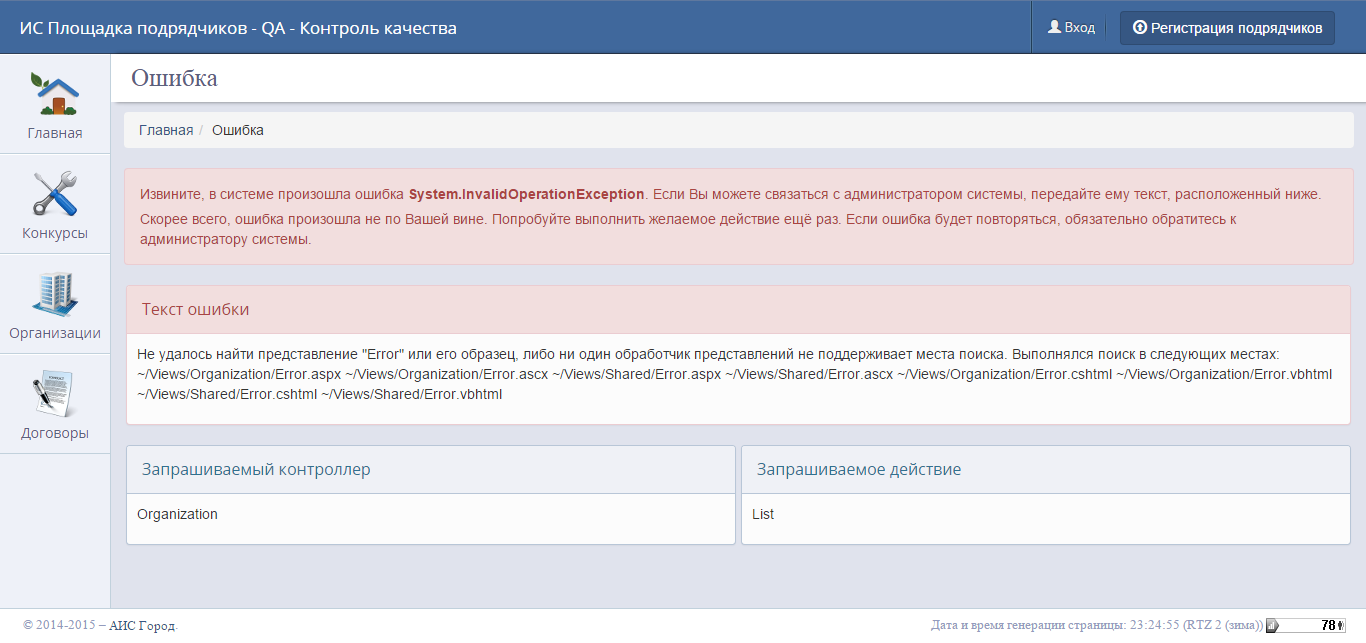 ИС Площадка подрядчиков - QA - Контроль качества
Вход
Регистрация подрядчиков
Главная
Конкурсы
Организации
Договоры
Ошибка
Главная / Ошибка
Извините, в системе произошла ошибка System.InvalidOperationException. Если Вы можете связаться с администратором системы, передайте ему текст, расположенный ниже.
Скорее всего, ошибка произошла не по Вашей вине. Попробуйте выполнить желаемое действие ещё раз. Если ошибка будет повторяться, обязательно обратитесь к
администратору системы.
Текст ошибки
Не удалось найти представление "Error" или его образец, либо ни один обработчик представлений не поддерживает места поиска. Выполнялся поиск в следующих местах:
~/Views/Organization/Error.aspx ~/Views/Organization/Error.ascx ~/Views/Shared/Error.aspx ~/Views/Shared/Error.ascx ~/Views/Organization/Error.cshtml ~/Views/Organization/Error.vbhtml
~/Views/Shared/Error.cshtml ~/Views/Shared/Error.vbhtml
Запрашиваемый контроллер
Organization
Запрашиваемое действие
List
© 2014-2015 – АИС Город.
Дата и время генерации страницы: 23:24:55 (RTZ 2 (зима))
78